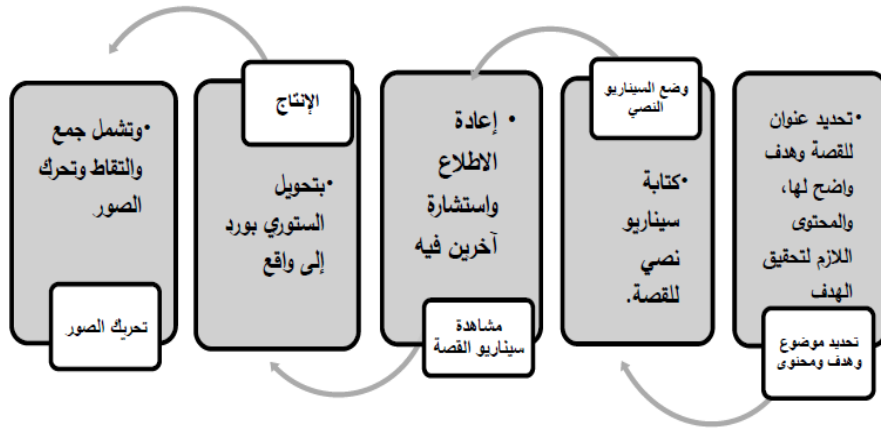 •تحديد عنوان
للقصة وهدف
واضح لها،
والمحتوى
اللازم لتحقيق
الهدف
تحديد موضوع
وهدف ومحتوى
وضع السيناريو
النصي
•كتابة
سيناريو
نصي
للقصة.
• إعادة
الاطلاع
واستشارة
آخرين فيه
مشاهدة
سيناريو القصة
الإنتاج
•بتحويل
الستوري بورد
إلى واقع
•وتشمل جمع
والتقاط وتحرك
الصور
تحريك الصور